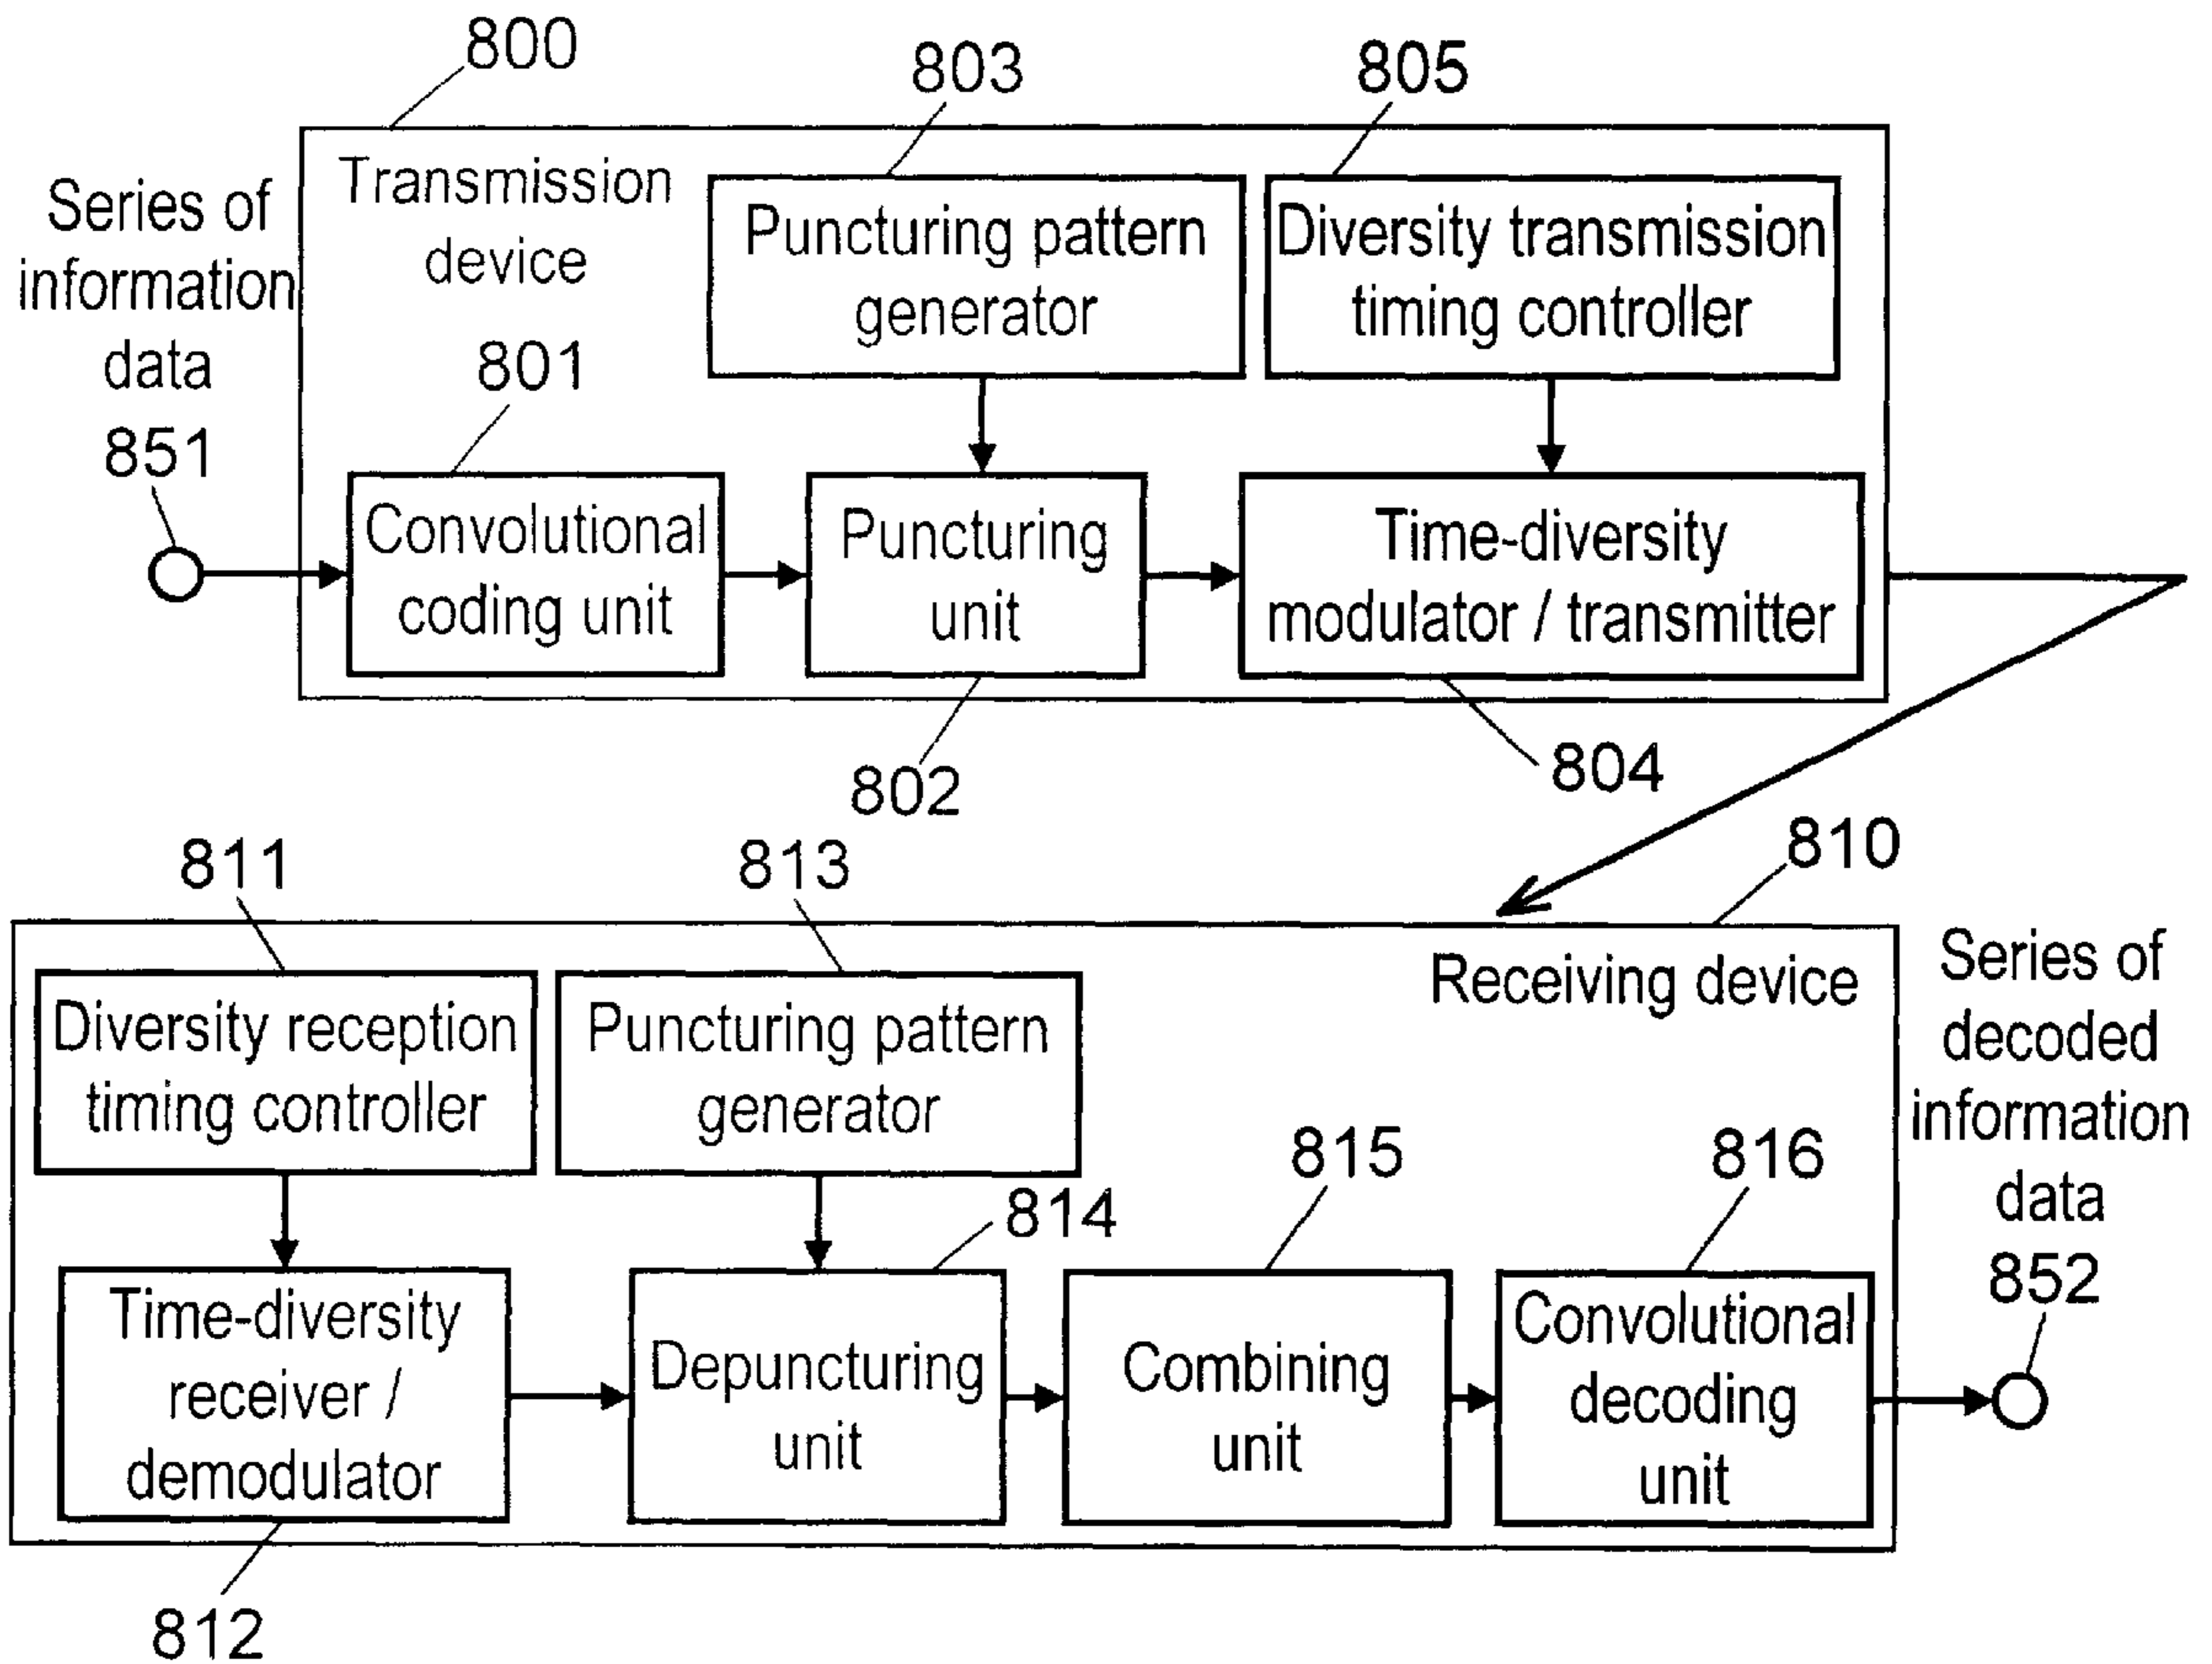 800
803
805
Series of
information
data
851
Transmission
device
801
Puncturing pattern
generator
Diversity transmission
timing controller
Convolutional
coding unit
Puncturing
unit
Time-diversity
modulator / transmitter
802
804
811
813
810
Diversity reception
timing controller
Puncturing pattern
generator
Receiving device
Series of
decoded
information
data
852
814
815
816
Time-diversity
receiver /
demodulator
Depuncturing
unit
Combining
unit
Convolutional
decoding
unit
812